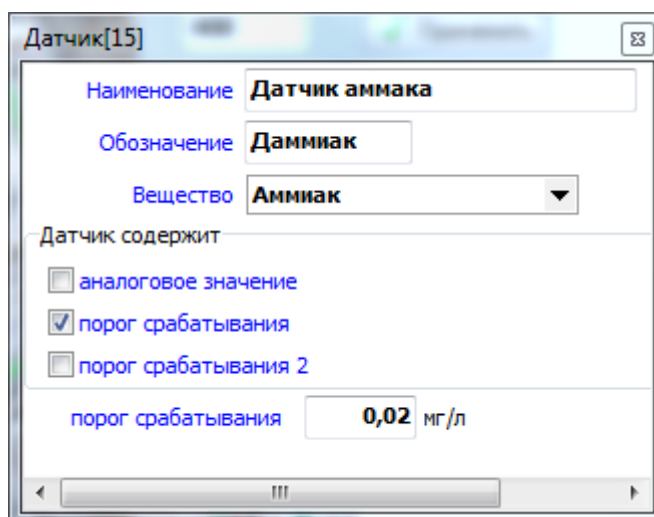 Датчик[15]
Наименование Датчик аммака
Обозначение Даммиак
Вещество Аммиак
Датчик содержит
аналоговое значение
порог срабатывания
порог срабатывания 2
порог срабатывания 0,02 мг/л